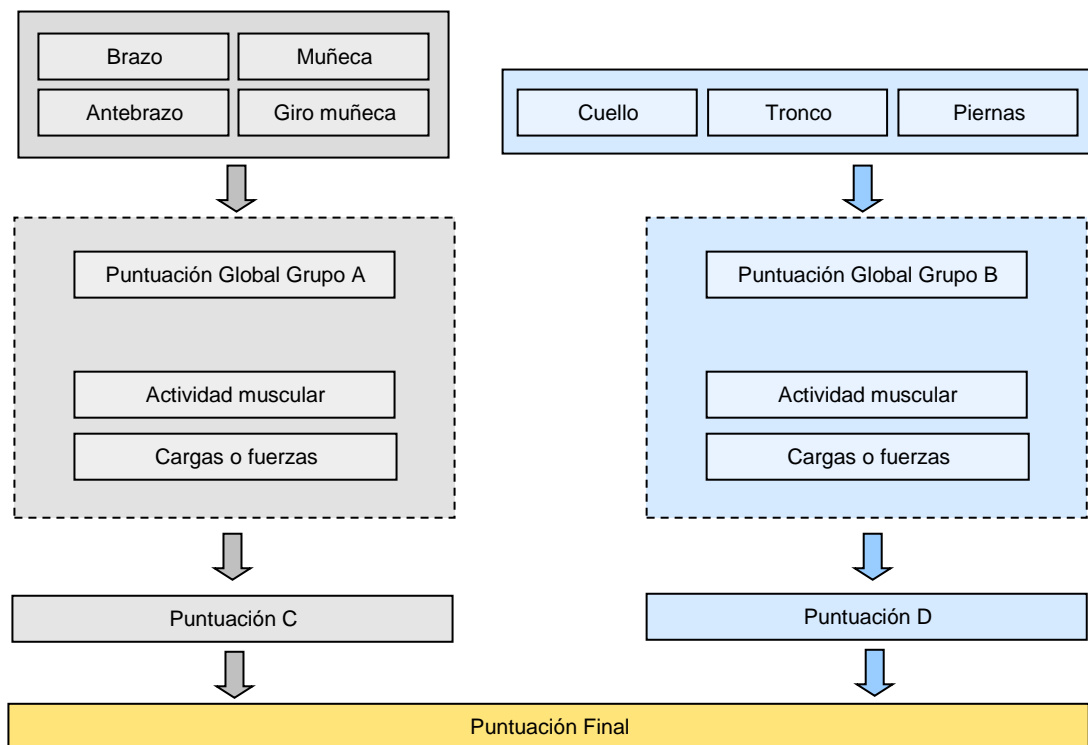 Brazo
Muñeca
Antebrazo
Giro muñeca
Cuello
Tronco
Piernas
Puntuación Global Grupo A
Puntuación Global Grupo B
Actividad muscular
Actividad muscular
Cargas o fuerzas
Cargas o fuerzas
Puntuación C
Puntuación D
Puntuación Final